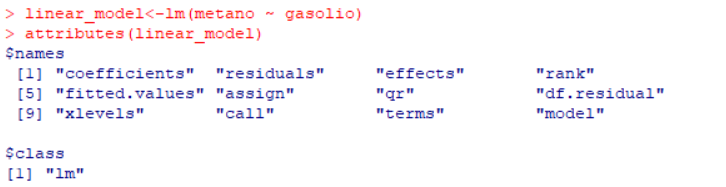 > linear_model<-lm(metano ~ gasolio)
> attributes(linear_model)
$names
 [1] "coefficients"  "residuals"     "effects"       "rank"
 [5] "fitted.values" "assign"        "qr"            "df.residual"
 [9] "xlevels"       "call"          "terms"         "model"

$class
[1] "lm"